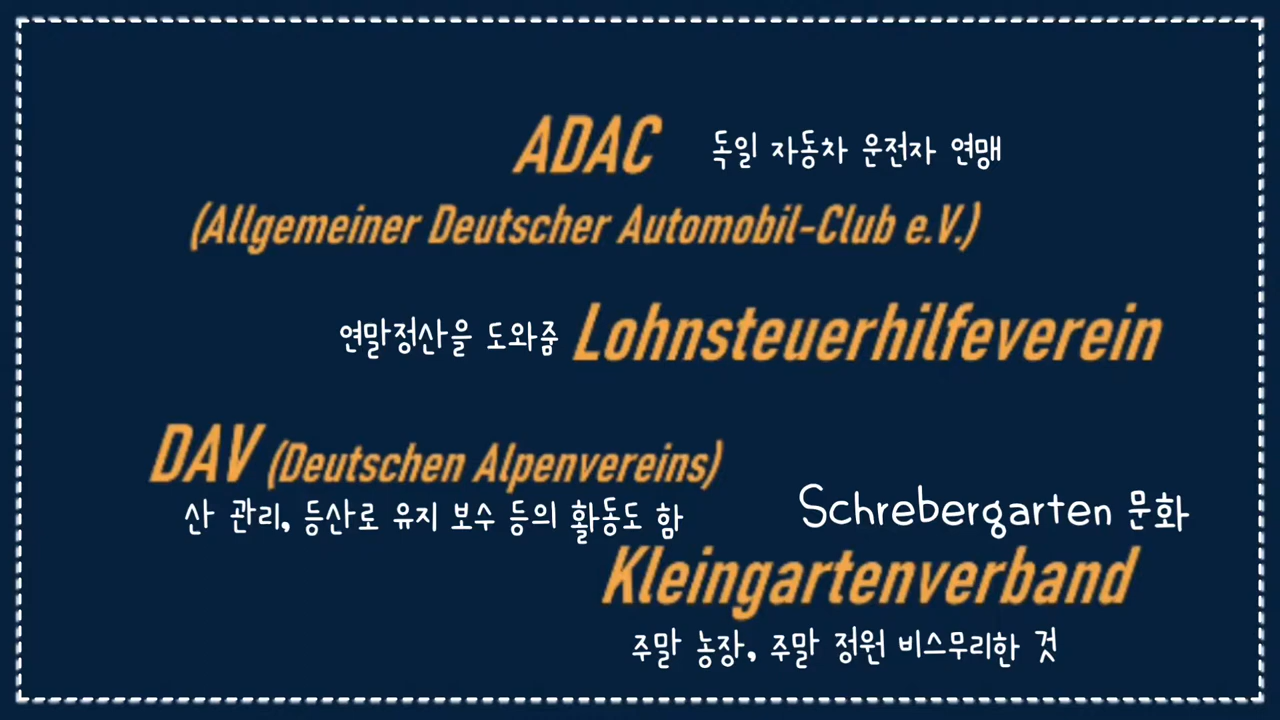 ADAC 독일 자동차 운전자 연맹
(Allgemeiner Deutscher Automobil-Club e.V.)
연말정산을 도와줌 Lohnsteuerhilfeverein
DAV (Deutschen Alpenvereins)
산 관리, 등산로 유지 보수 등의 활동도 함
Schrebergarten 문화
Kleingartenverband
주말 농장, 주말 정원 비스무리한 것